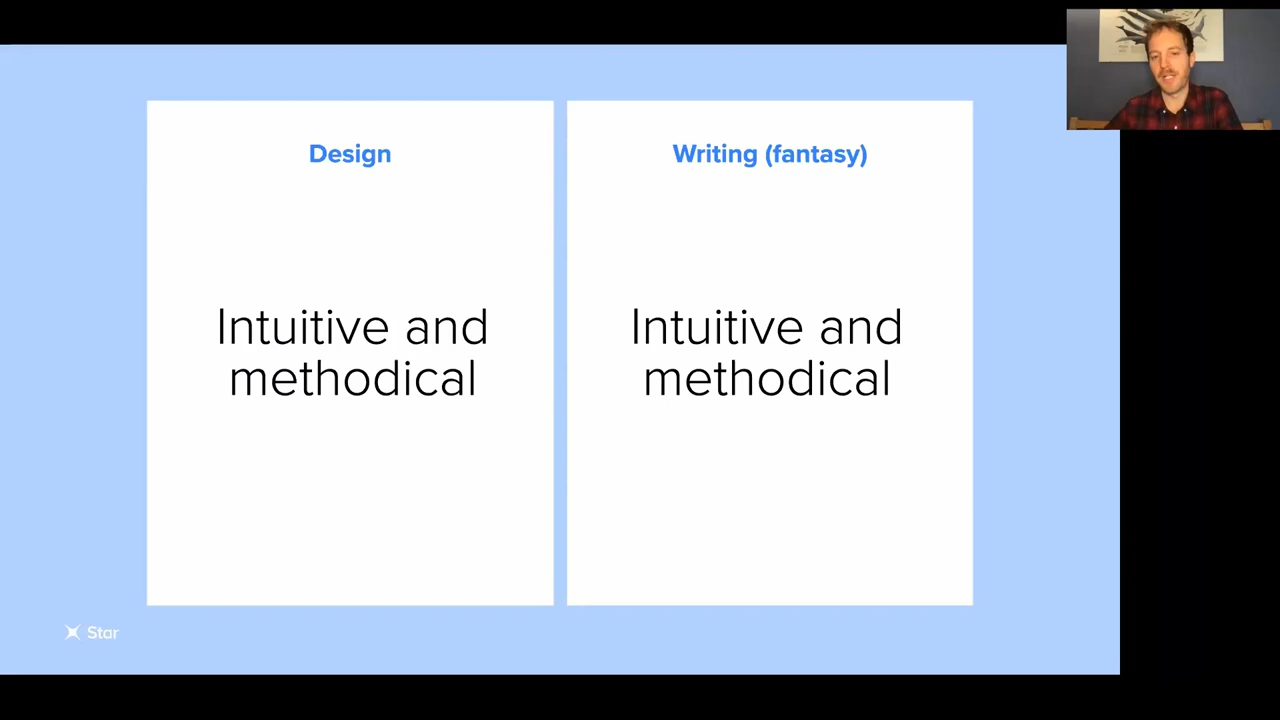 Design
Intuitive and
methodical
Writing (fantasy)
Intuitive and
methodical
Star